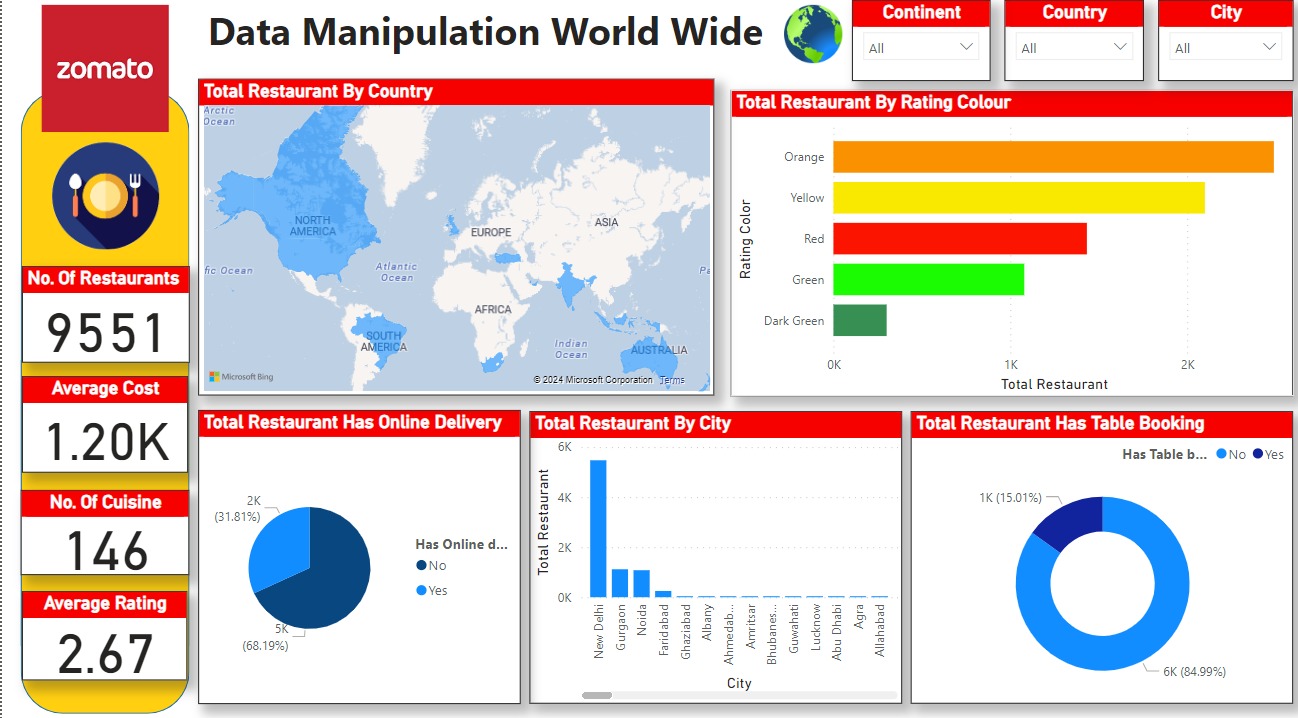 zomato
Data Manipulation World Wide
Continent
All
Country
All
City
All
No. Of Restaurants
9551
Average Cost
1.20K
No. Of Cuisine
146
Average Rating
2.67
Total Restaurant By Country
Arctic
Ocean
NORTH
AMERICA
EUROPE
ASIA
fic Ocean
Atlantic
Ocean
Pa
AFRICA
SOUTH
AMERICA
Indian
Ocean
AUSTRALIA
Microsoft Bing
© 2024 Microsoft Corporation Terms
Total Restaurant By Rating Colour
Rating Color
Orange
Yellow
Red
Green
Dark Green
0K 1K 2K
Total Restaurant
Total Restaurant Has Online Delivery
2K
(31.81%)
5K
(68.19%)
Has Online d...
No
Yes
Total Restaurant By City
Total Restaurant
6K
4K
2K
0K
New Delhi
Gurgaon
Noida
Faridabad
Ghaziabad
Albany
Ahmedab...
Amritsar
Bhubanes...
Guwahati
Lucknow
Abu Dhabi
Agra
Allahabad
City
Total Restaurant Has Table Booking
Has Table b... No Yes
1K (15.01%)
6K (84.99%)